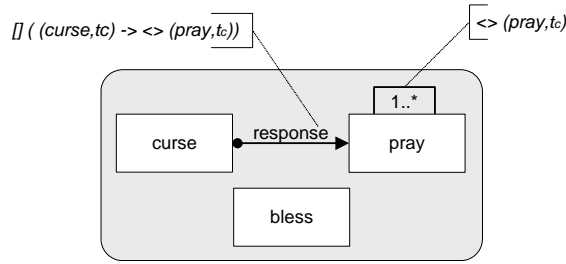 [] ( (curse,tc) -> <> (pray,tc))
<> (pray,tc)
1..*
curse
response
pray
bless